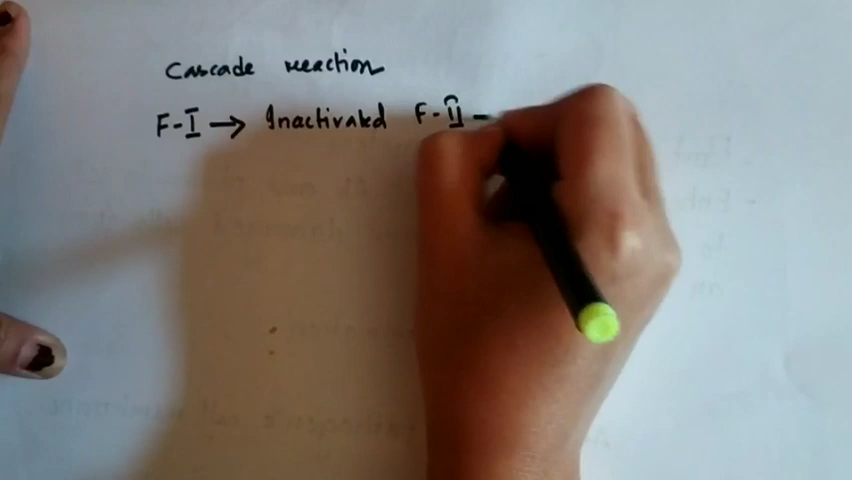 Cascade reaction
F-I → Inactivated F-II -